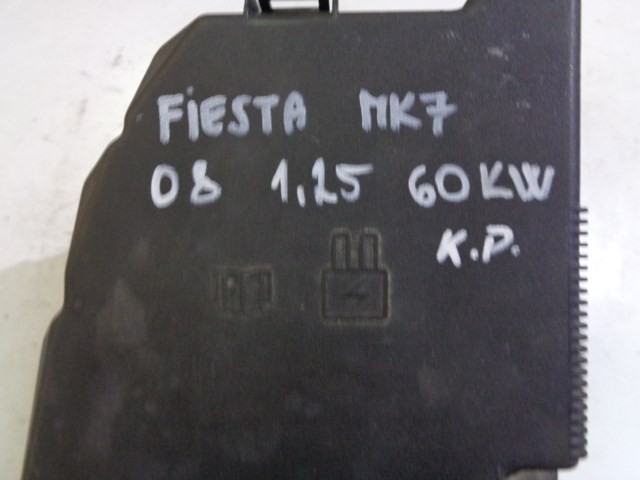 FIESTA MK7
08 1,25 60KW
K.P.